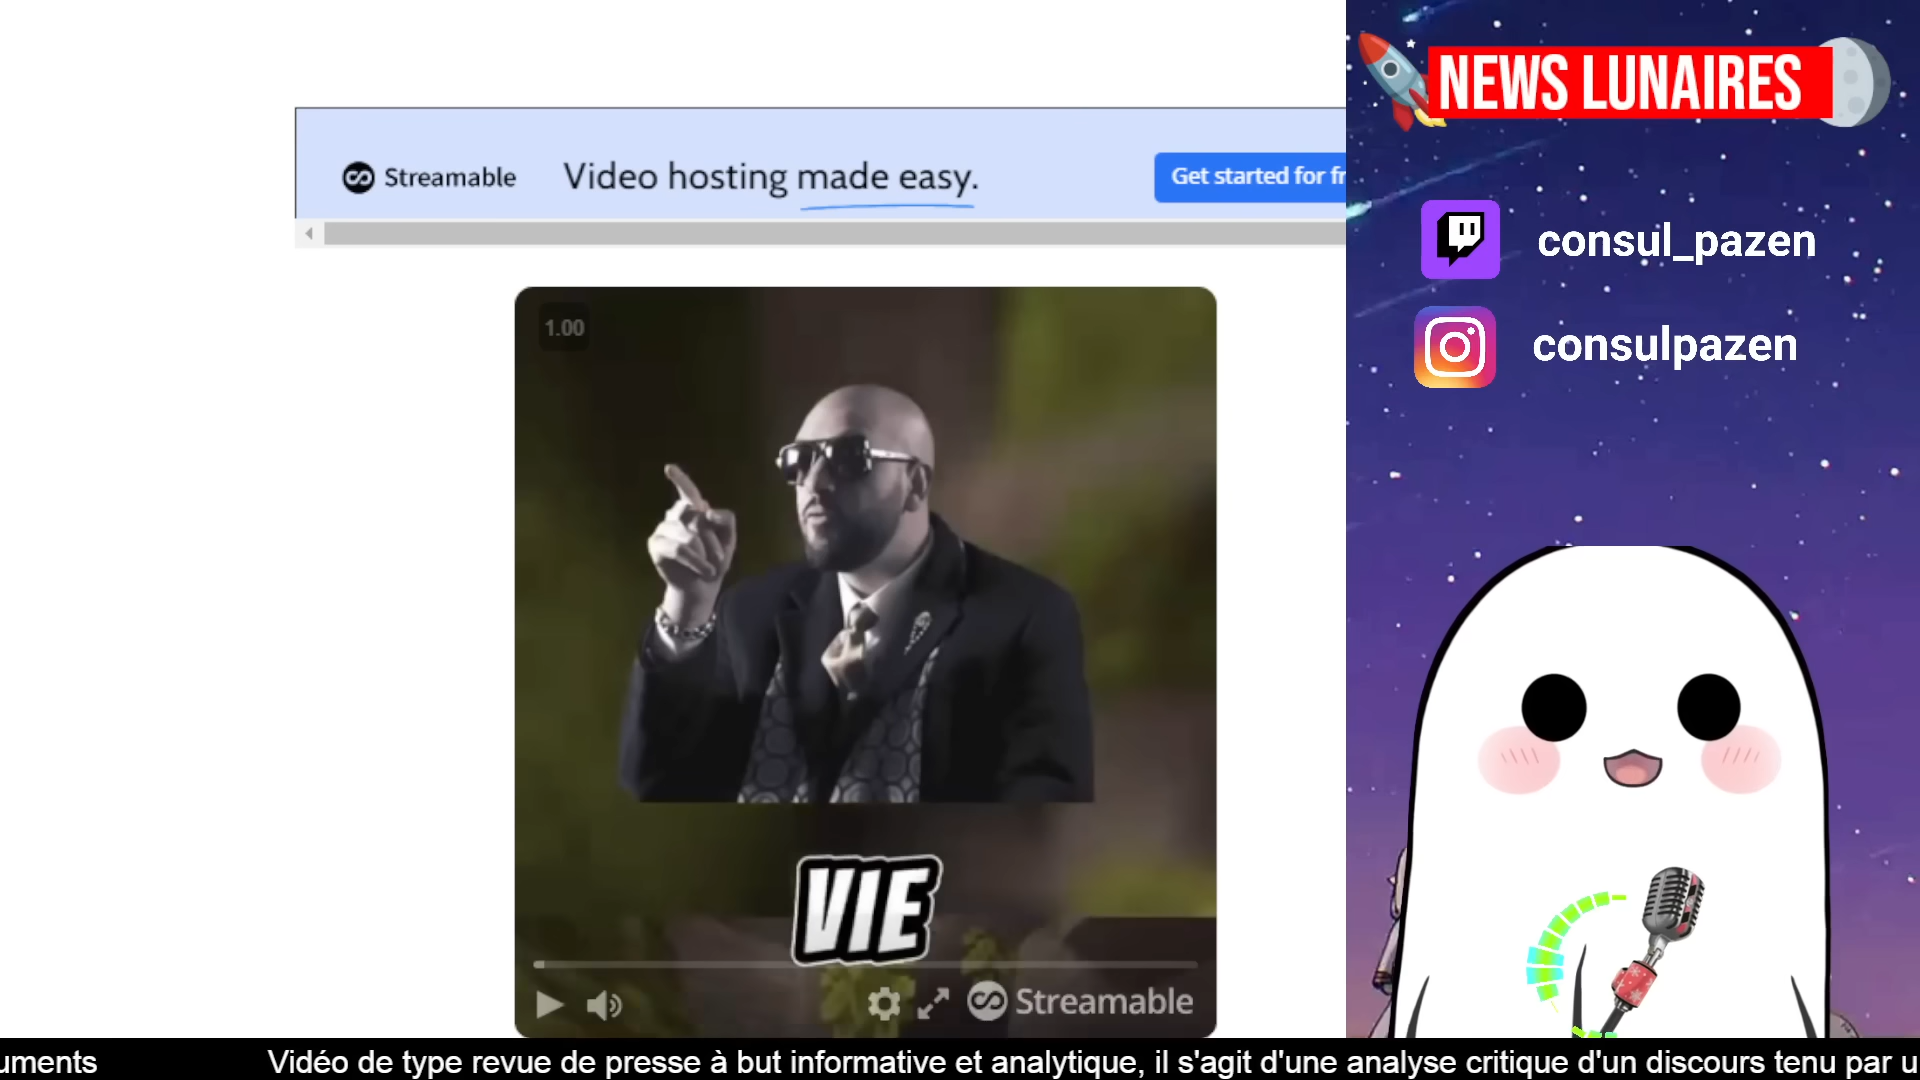 NEWS LUNAIRES
Streamable
Video hosting made easy.
Get started for fr
consul_pazen
consulpazen
1.00
VIE
Streamable
uments
Vidéo de type revue de presse à but informative et analytique, il s'agit d'une analyse critique d'un discours tenu par u